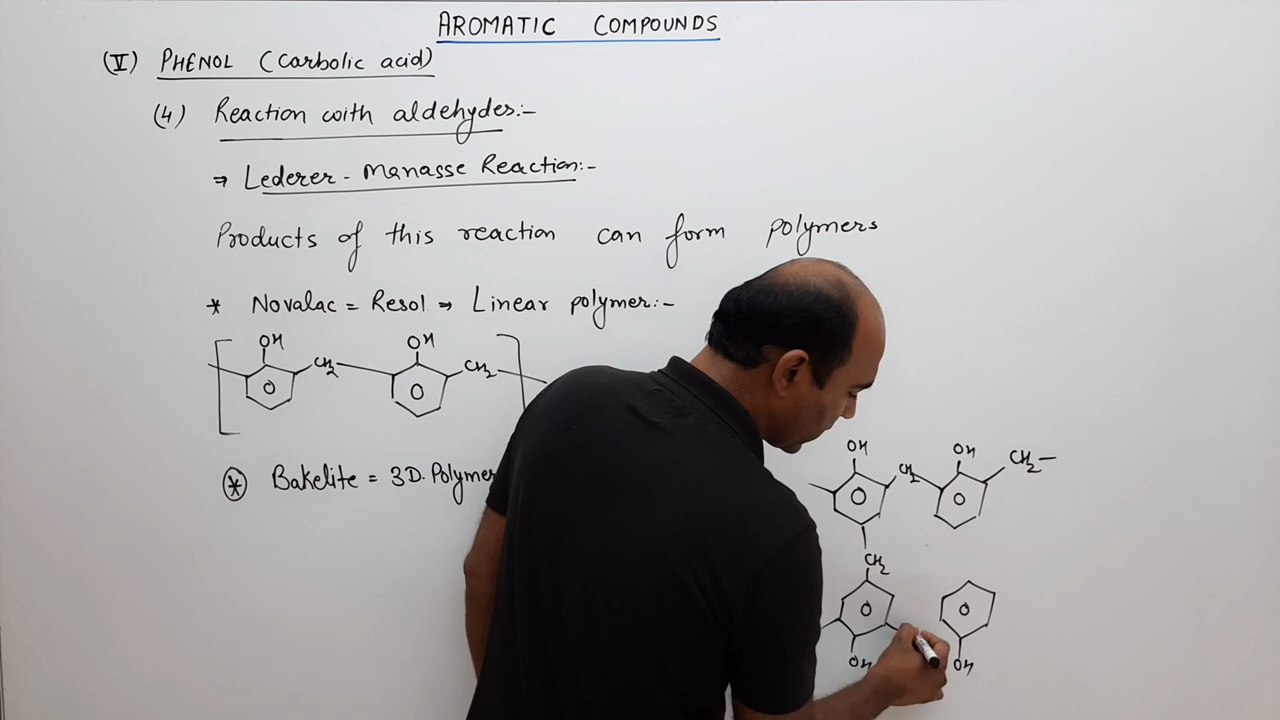 AROMATIC COMPOUNDS
(V) PHENOL (Carbolic acid)
(4) Reaction with aldehydes:-
⇒ Lederer - Manasse Reaction:-
Products of this reaction can form polymers
* Novalac = Resol ⇒ Linear polymer:-
OH OH
CH2 CH2
* Bakelite = 3D. Polymer
OH OH
CH2 CH2
CH2
OH OH